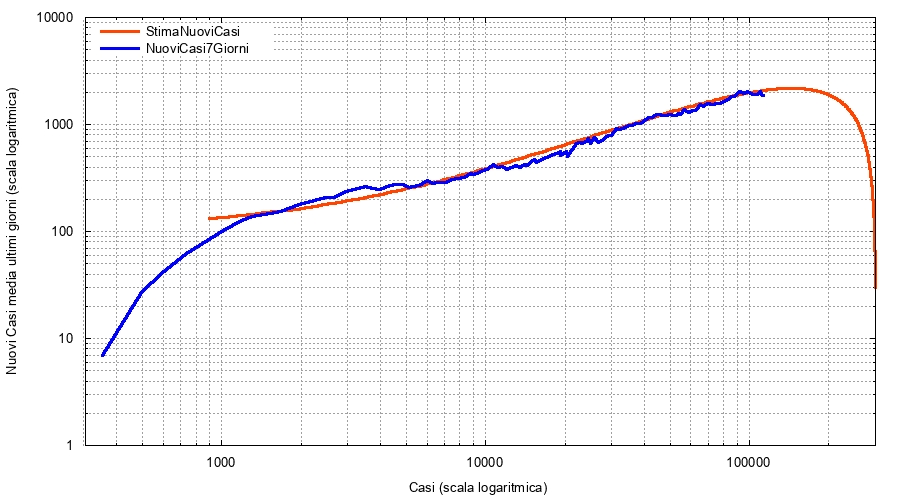 StimaNuoviCasi
NuoviCasi7Giorni
10000
1000
100
10
1
Nuovi Casi media ultimi giorni (scala logaritmica)
1000
10000
100000
Casi (scala logaritmica)